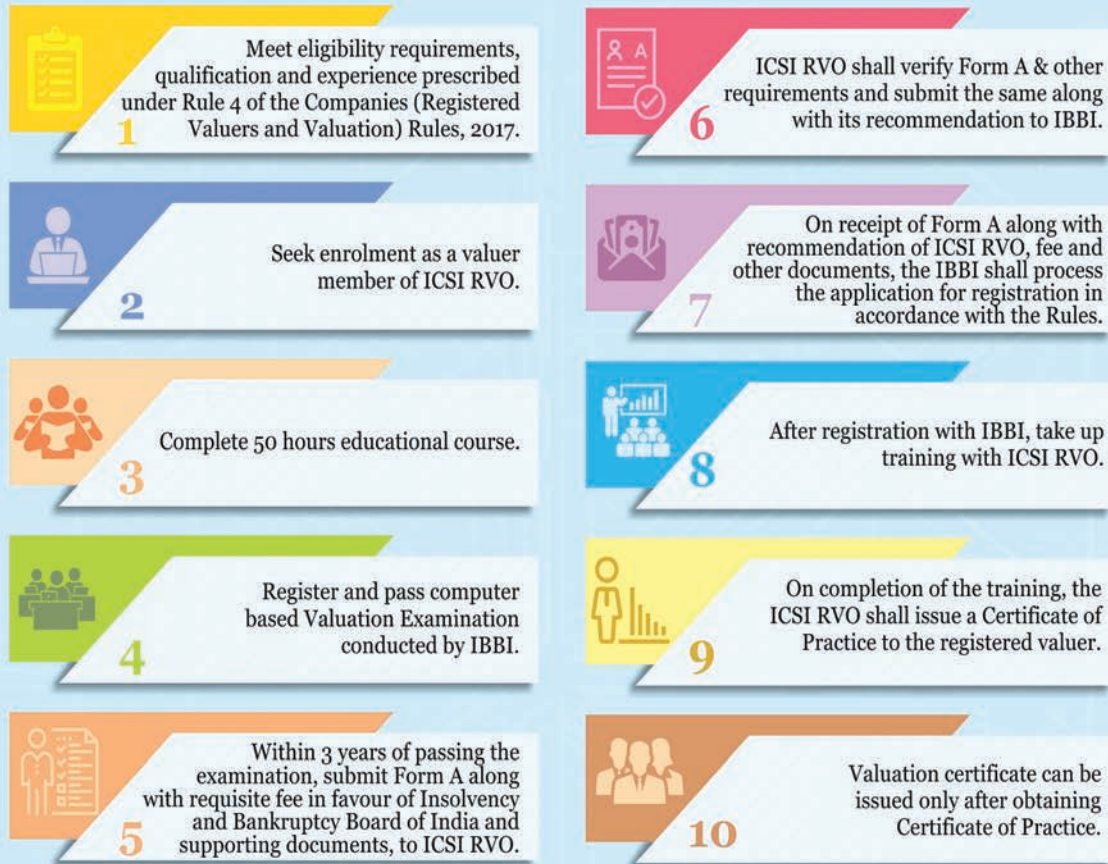 Meet eligibility requirements,
qualification and experience prescribed
under Rule 4 of the Companies (Registered
Valuers and Valuation) Rules, 2017.
1
Seek enrolment as a valuer
member of ICSI RVO.
2
Complete 50 hours educational course.
3
Register and pass computer
based Valuation Examination
conducted by IBBI.
4
Within 3 years of passing the
examination, submit Form A along
with requisite fee in favour of Insolvency
and Bankruptcy Board of India and
supporting documents, to ICSI RVO.
5
A
ICSI RVO shall verify Form A & other
requirements and submit the same along
with its recommendation to IBBI.
6
On receipt of Form A along with
recommendation of ICSI RVO, fee and
other documents, the IBBI shall process
the application for registration in
accordance with the Rules.
7
After registration with IBBI, take up
training with ICSI RVO.
8
On completion of the training, the
ICSI RVO shall issue a Certificate of
Practice to the registered valuer.
9
Valuation certificate can be
issued only after obtaining
Certificate of Practice.
10